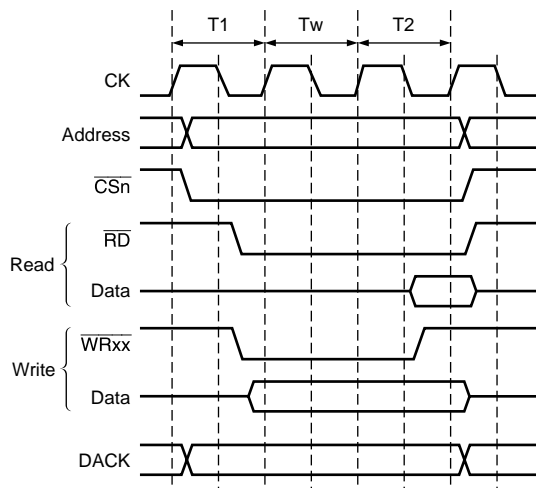 T1 Tw T2
CK
Address
CSn
RD
Read
Data
WRxx
Write
Data
DACK